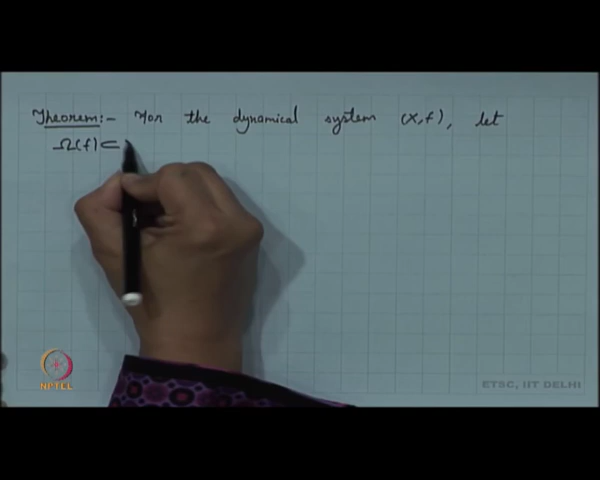 Theorem:- For the dynamical system (X,f), let
Ω(f)⊂
NPTEL
ETSC, IIT DELHI